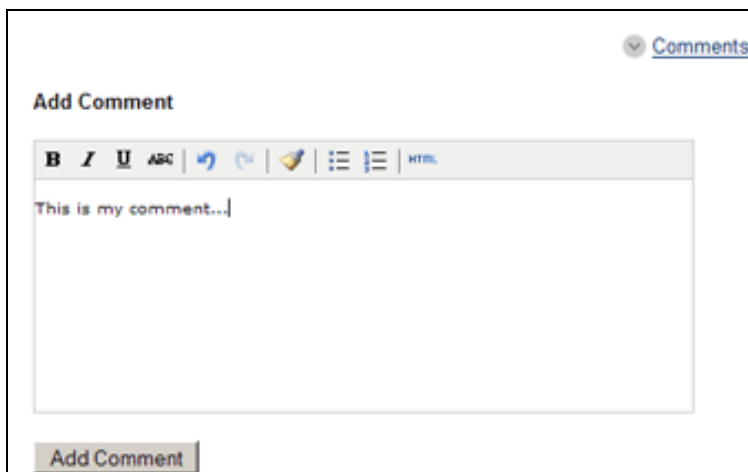 Comments
Add Comment
B I U ABC HTML
This is my comment...
Add Comment